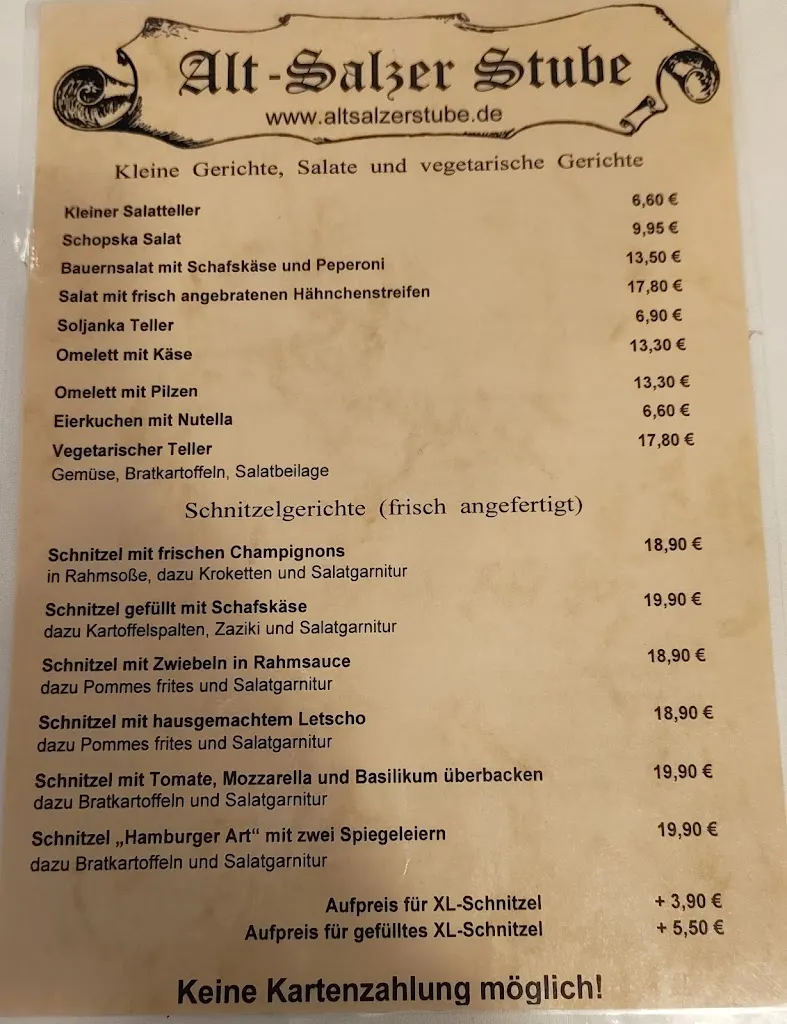 Alt-Salzer Stube
www.altsalzerstube.de
Kleine Gerichte, Salate und vegetarische Gerichte
Kleiner Salatteller 6,60 €
Schopska Salat 9,95 €
Bauernsalat mit Schafskäse und Peperoni 13,50 €
Salat mit frisch angebratenen Hähnchenstreifen 17,80 €
Soljanka Teller 6,90 €
Omelett mit Käse 13,30 €
Omelett mit Pilzen 13,30 €
Eierkuchen mit Nutella 6,60 €
Vegetarischer Teller 17,80 €
Gemüse, Bratkartoffeln, Salatbeilage
Schnitzelgerichte (frisch angefertigt)
Schnitzel mit frischen Champignons 18,90 €
in Rahmsoße, dazu Kroketten und Salatgarnitur
Schnitzel gefüllt mit Schafskäse 19,90 €
dazu Kartoffelspalten, Zaziki und Salatgarnitur
Schnitzel mit Zwiebeln in Rahmsauce 18,90 €
dazu Pommes frites und Salatgarnitur
Schnitzel mit hausgemachtem Letscho 18,90 €
dazu Pommes frites und Salatgarnitur
Schnitzel mit Tomate, Mozzarella und Basilikum überbacken 19,90 €
dazu Bratkartoffeln und Salatgarnitur
Schnitzel „Hamburger Art“ mit zwei Spiegeleiern 19,90 €
dazu Bratkartoffeln und Salatgarnitur
Aufpreis für XL-Schnitzel + 3,90 €
Aufpreis für gefülltes XL-Schnitzel + 5,50 €
Keine Kartenzahlung möglich!